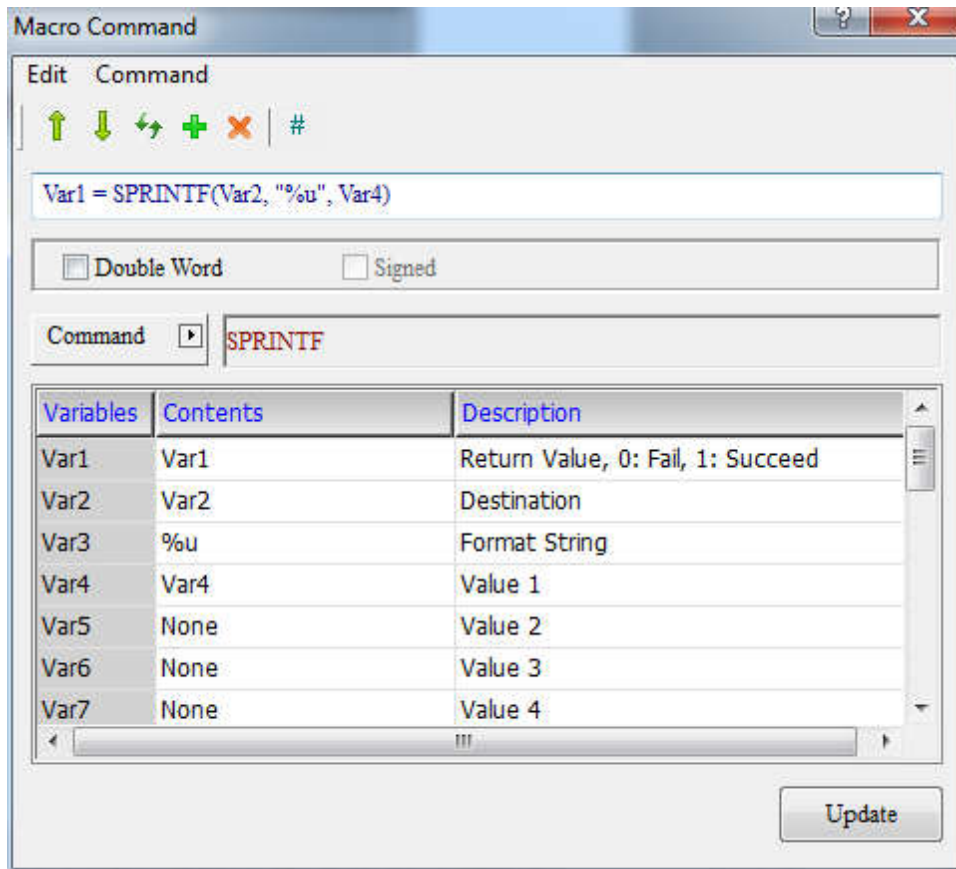 Macro Command
Edit Command
#
Var1 = SPRINTF(Var2, "%u", Var4)
Double Word Signed
Command SPRINTF
Variables Contents Description
Var1 Var1 Return Value, 0: Fail, 1: Succeed
Var2 Var2 Destination
Var3 %u Format String
Var4 Var4 Value 1
Var5 None Value 2
Var6 None Value 3
Var7 None Value 4
Update